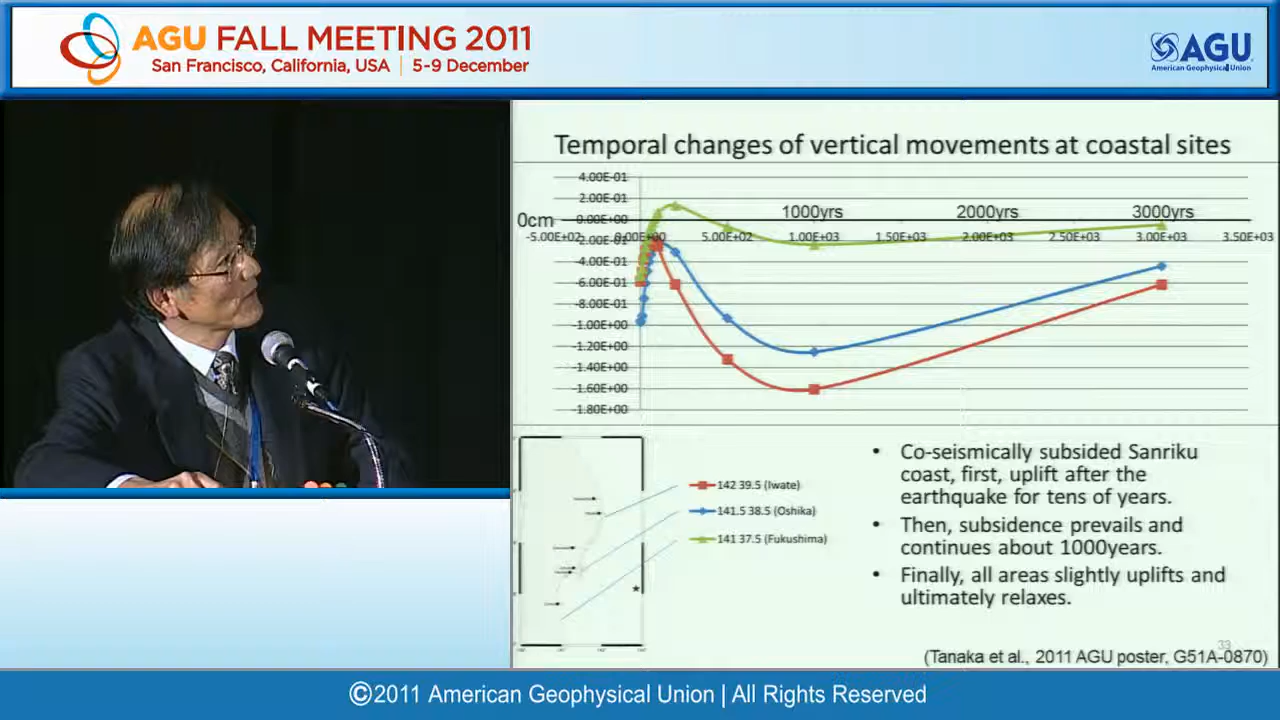 AGU FALL MEETING 2011
San Francisco, California, USA | 5-9 December
AGU
American Geophysical Union
Temporal changes of vertical movements at coastal sites
4.00E-01
2.00E-01
0cm 0.00E+00 1000yrs 2000yrs 3000yrs
-5.00E+02 0.00E+00 5.00E+02 1.00E+03 1.50E+03 2.00E+03 2.50E+03 3.00E+03 3.50E+03
-2.00E-01
-4.00E-01
-6.00E-01
-8.00E-01
-1.00E+00
-1.20E+00
-1.40E+00
-1.60E+00
-1.80E+00
142 39.5 (Iwate)
141.5 38.5 (Oshika)
141 37.5 (Fukushima)
• Co-seismically subsided Sanriku
coast, first, uplift after the
earthquake for tens of years.
• Then, subsidence prevails and
continues about 1000years.
• Finally, all areas slightly uplifts and
ultimately relaxes.
33
(Tanaka et al., 2011 AGU poster, G51A-0870)
©2011 American Geophysical Union | All Rights Reserved